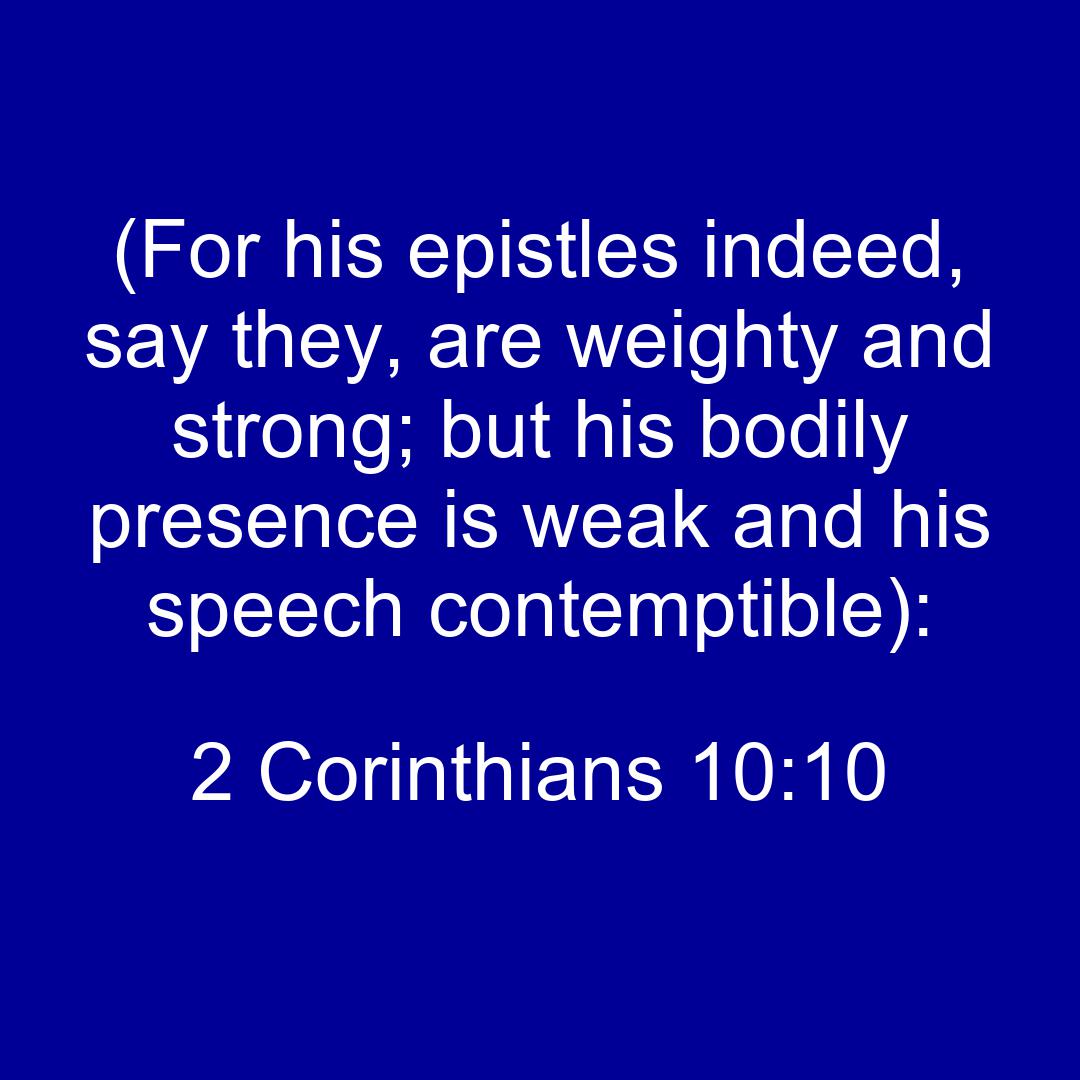 (For his epistles indeed,
say they, are weighty and
strong; but his bodily
presence is weak and his
speech contemptible):
2 Corinthians 10:10